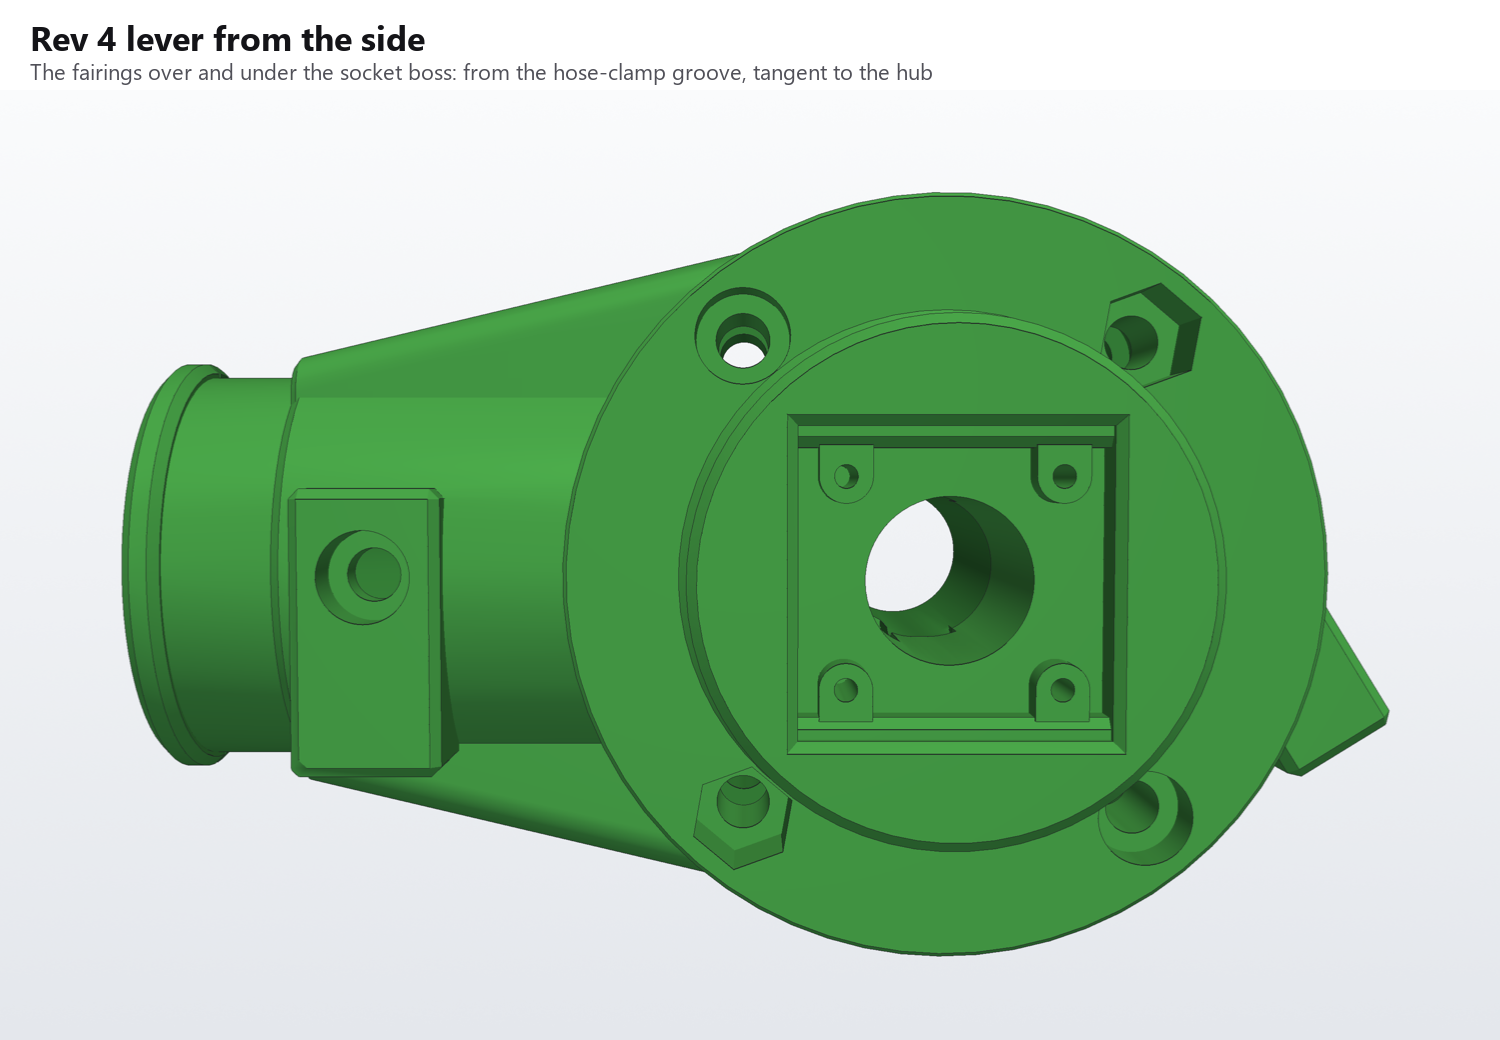 Rev 4 lever from the side
The fairings over and under the socket boss: from the hose-clamp groove, tangent to the hub